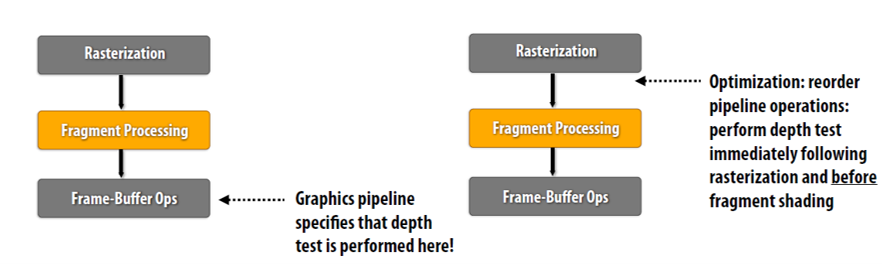 Rasterization
Fragment Processing
Frame-Buffer Ops
Graphics pipeline
specifies that depth
test is performed here!
Rasterization
Fragment Processing
Frame-Buffer Ops
Optimization: reorder
pipeline operations:
perform depth test
immediately following
rasterization and before
fragment shading